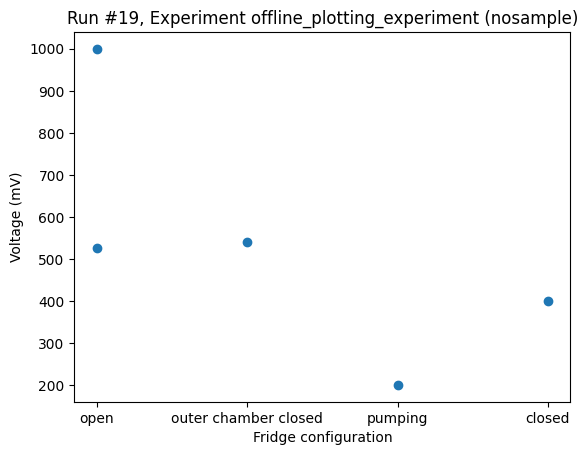 Run #19, Experiment offline_plotting_experiment (nosample)
1000
900
800
700
600
500
400
300
200
Voltage (mV)
open
outer chamber closed
pumping
closed
Fridge configuration